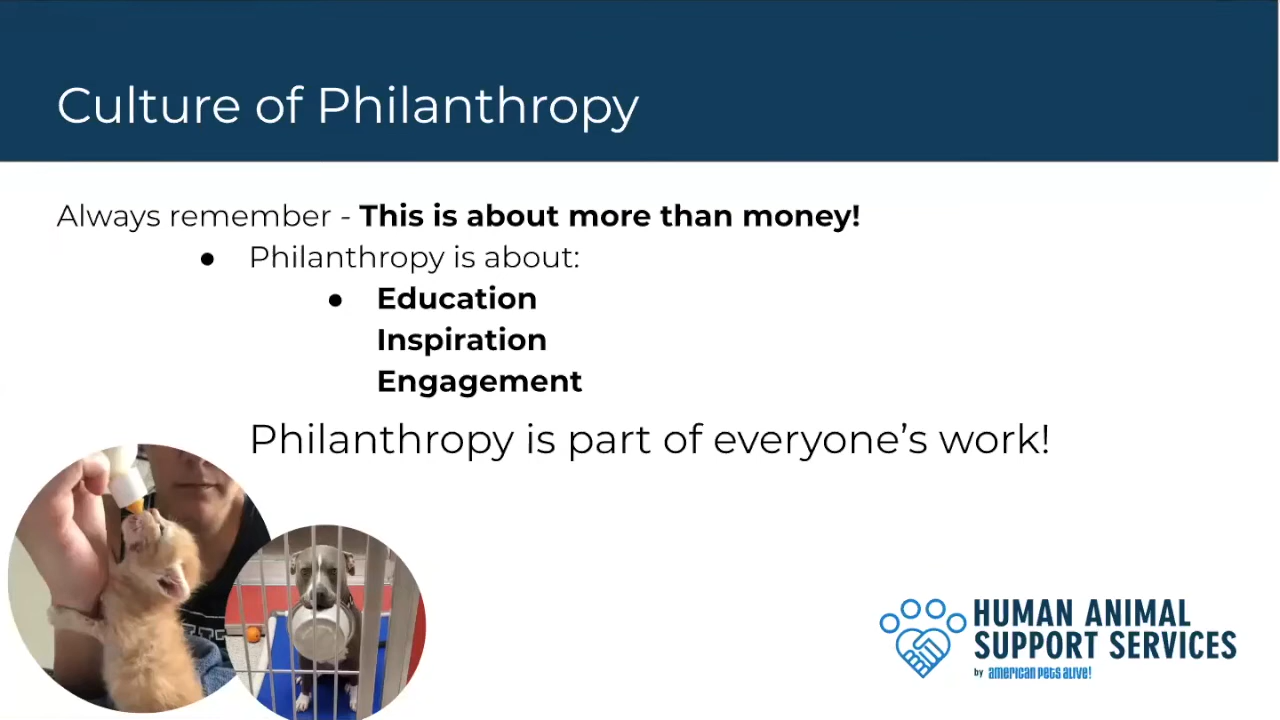 Culture of Philanthropy
Always remember - This is about more than money!
● Philanthropy is about:
● Education
Inspiration
Engagement
Philanthropy is part of everyone's work!
HUMAN ANIMAL
SUPPORT SERVICES
by AMERICAN PETS ALIVE!